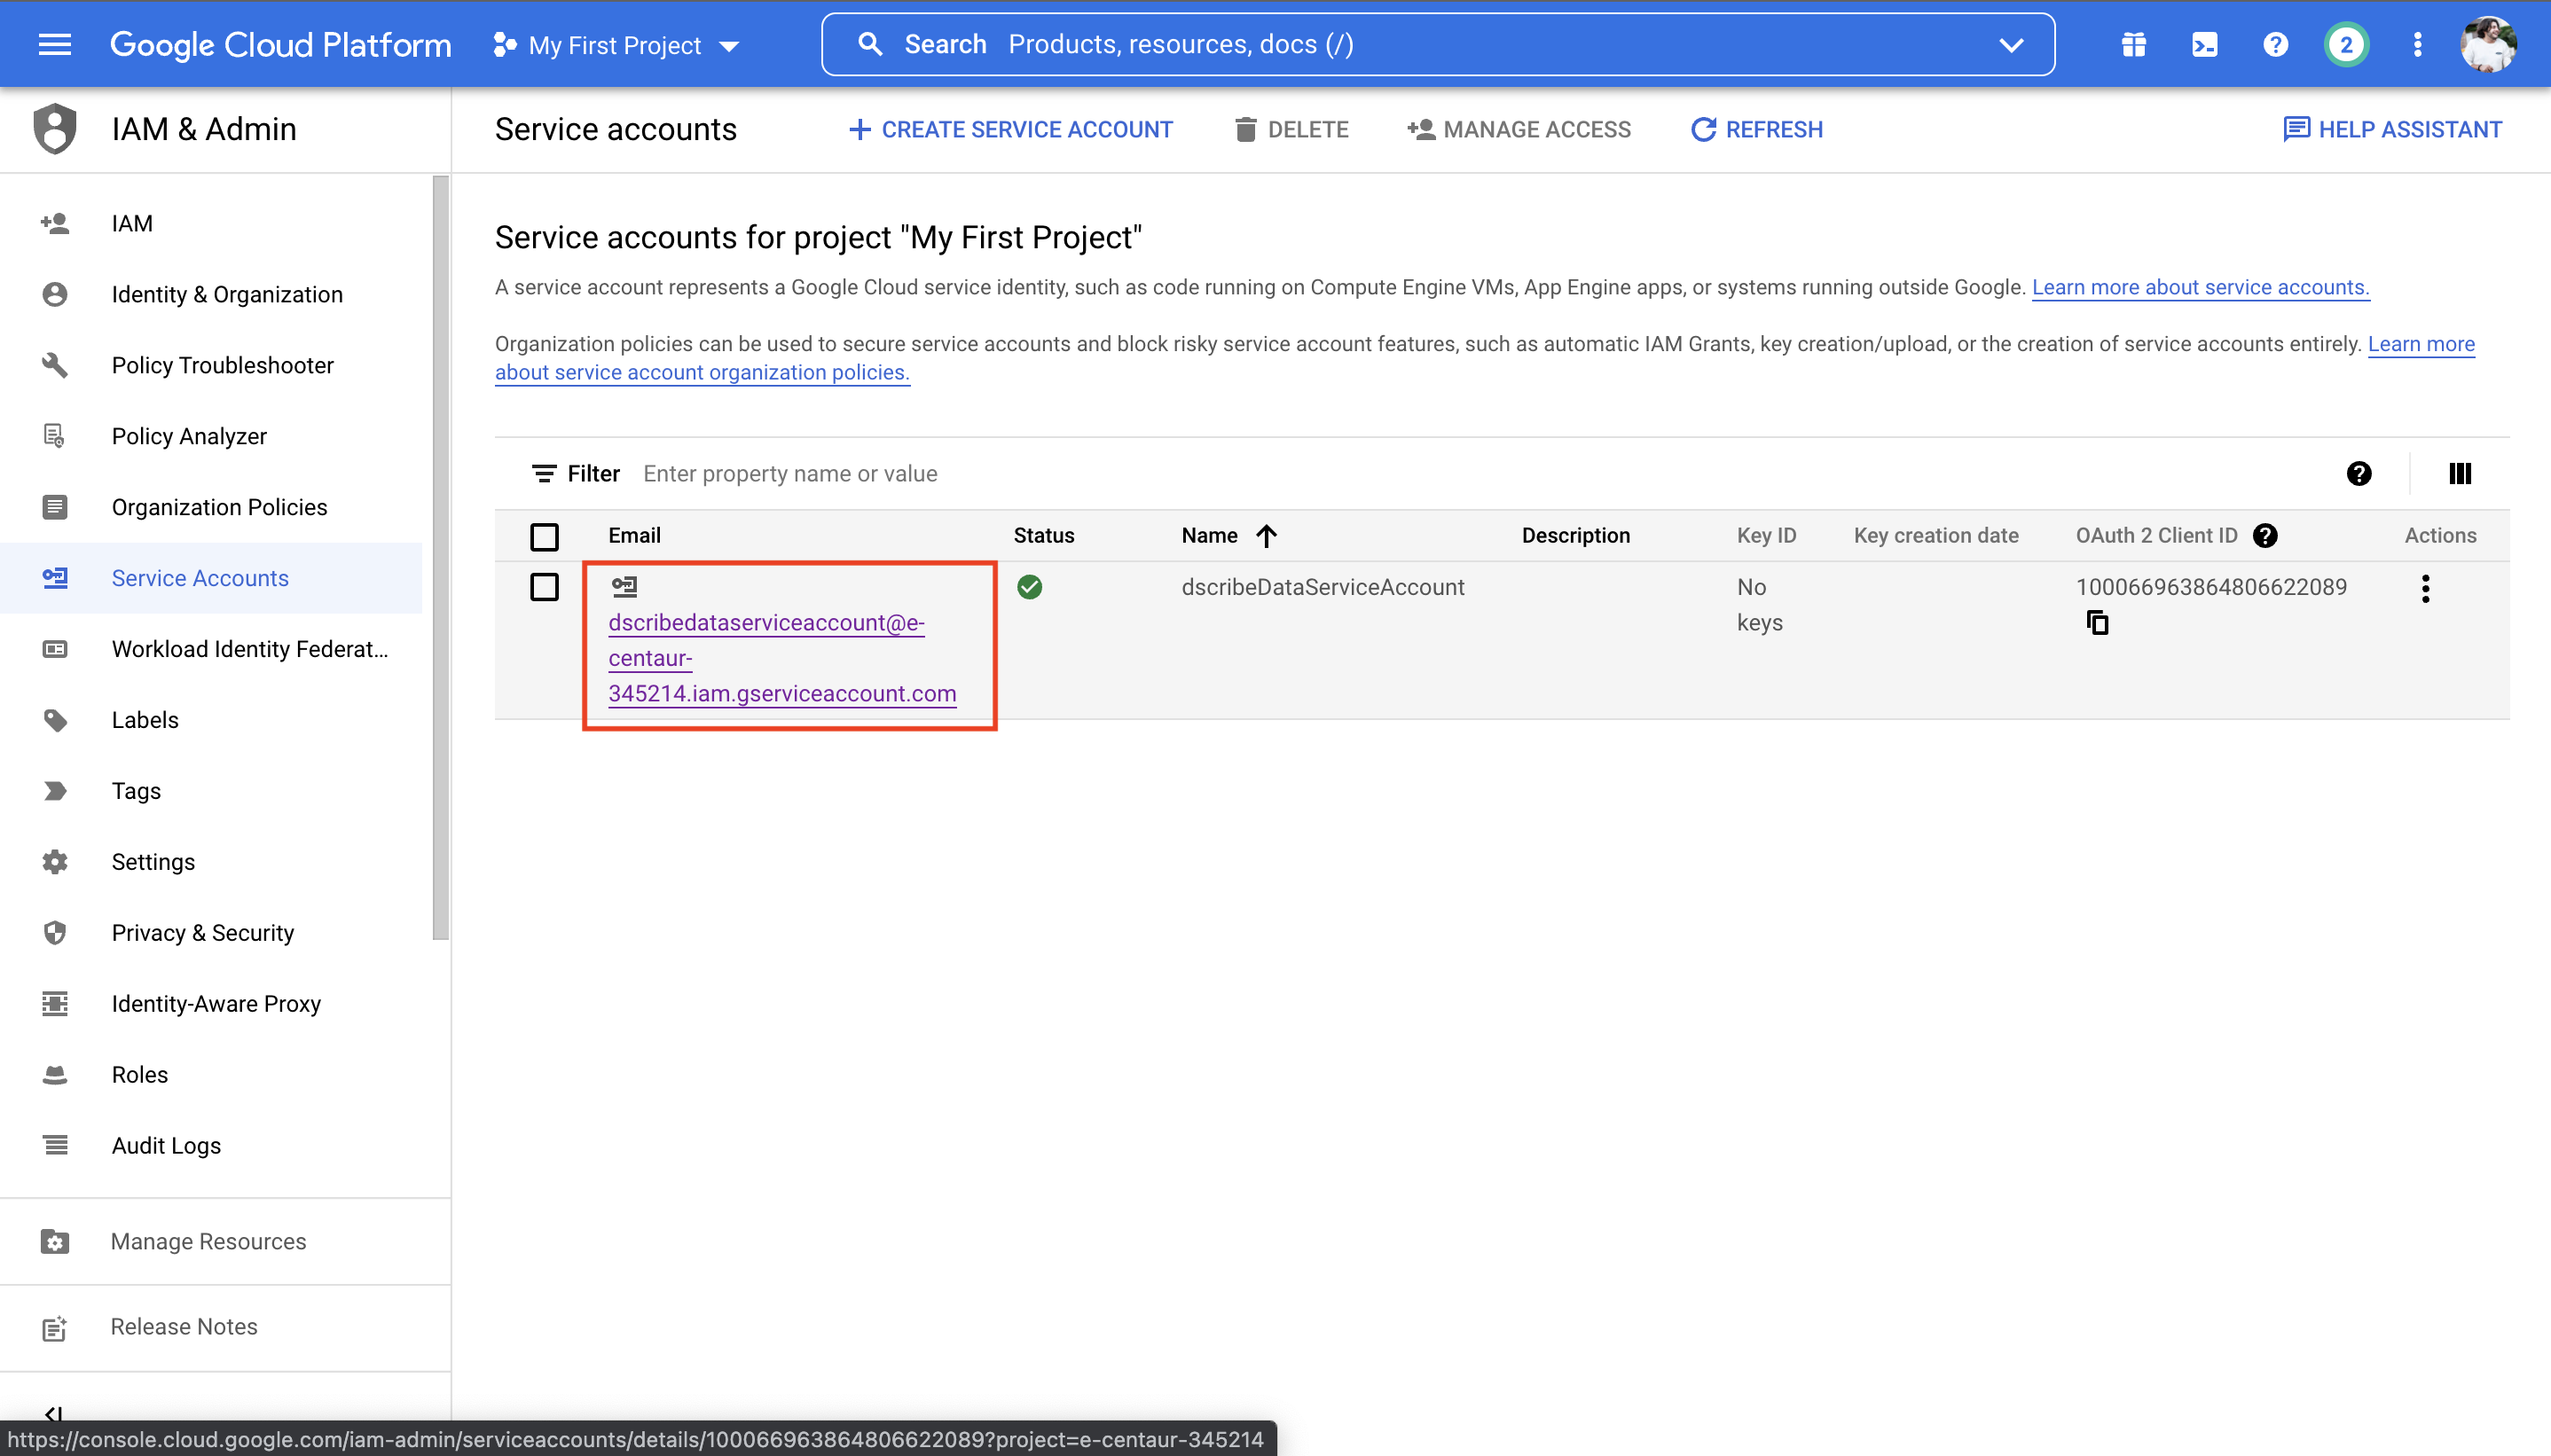 Google Cloud Platform
My First Project
Search Products, resources, docs (/)
2
IAM & Admin
Service accounts
CREATE SERVICE ACCOUNT
DELETE
MANAGE ACCESS
REFRESH
HELP ASSISTANT
IAM
Identity & Organization
Policy Troubleshooter
Policy Analyzer
Organization Policies
Service Accounts
Workload Identity Federat...
Labels
Tags
Settings
Privacy & Security
Identity-Aware Proxy
Roles
Audit Logs
Manage Resources
Release Notes
Service accounts for project "My First Project"
A service account represents a Google Cloud service identity, such as code running on Compute Engine VMs, App Engine apps, or systems running outside Google. Learn more about service accounts.
Organization policies can be used to secure service accounts and block risky service account features, such as automatic IAM Grants, key creation/upload, or the creation of service accounts entirely. Learn more
about service account organization policies.
Filter Enter property name or value
Email Status Name Description Key ID Key creation date OAuth 2 Client ID Actions
dscribedataserviceaccount@e-
centaur-
345214.iam.gserviceaccount.com
dscribeDataServiceAccount
No
keys
100066963864806622089
https://console.cloud.google.com/iam-admin/serviceaccounts/details/100066963864806622089?project=e-centaur-345214